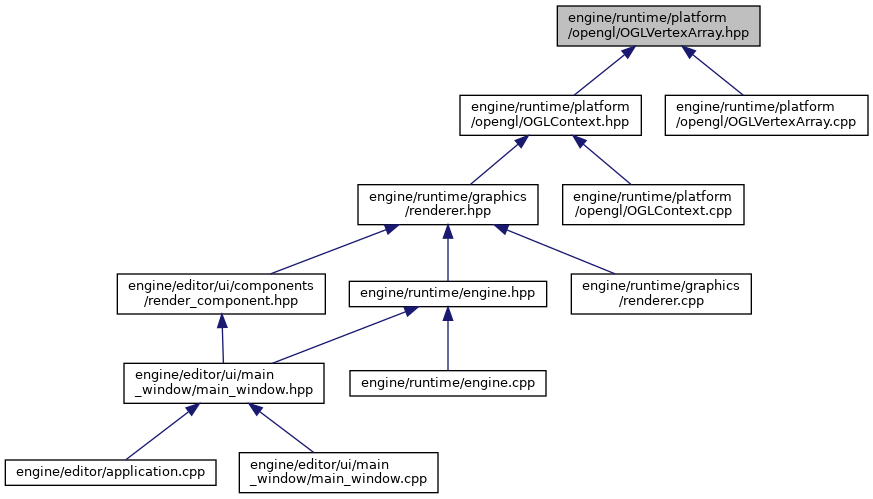 engine/runtime/platform
/opengl/OGLVertexArray.hpp
engine/runtime/platform
/opengl/OGLContext.hpp
engine/runtime/platform
/opengl/OGLVertexArray.cpp
engine/runtime/graphics
/renderer.hpp
engine/runtime/platform
/opengl/OGLContext.cpp
engine/editor/ui/components
/render_component.hpp
engine/runtime/engine.hpp
engine/runtime/graphics
/renderer.cpp
engine/editor/ui/main
_window/main_window.hpp
engine/runtime/engine.cpp
engine/editor/application.cpp
engine/editor/ui/main
_window/main_window.cpp